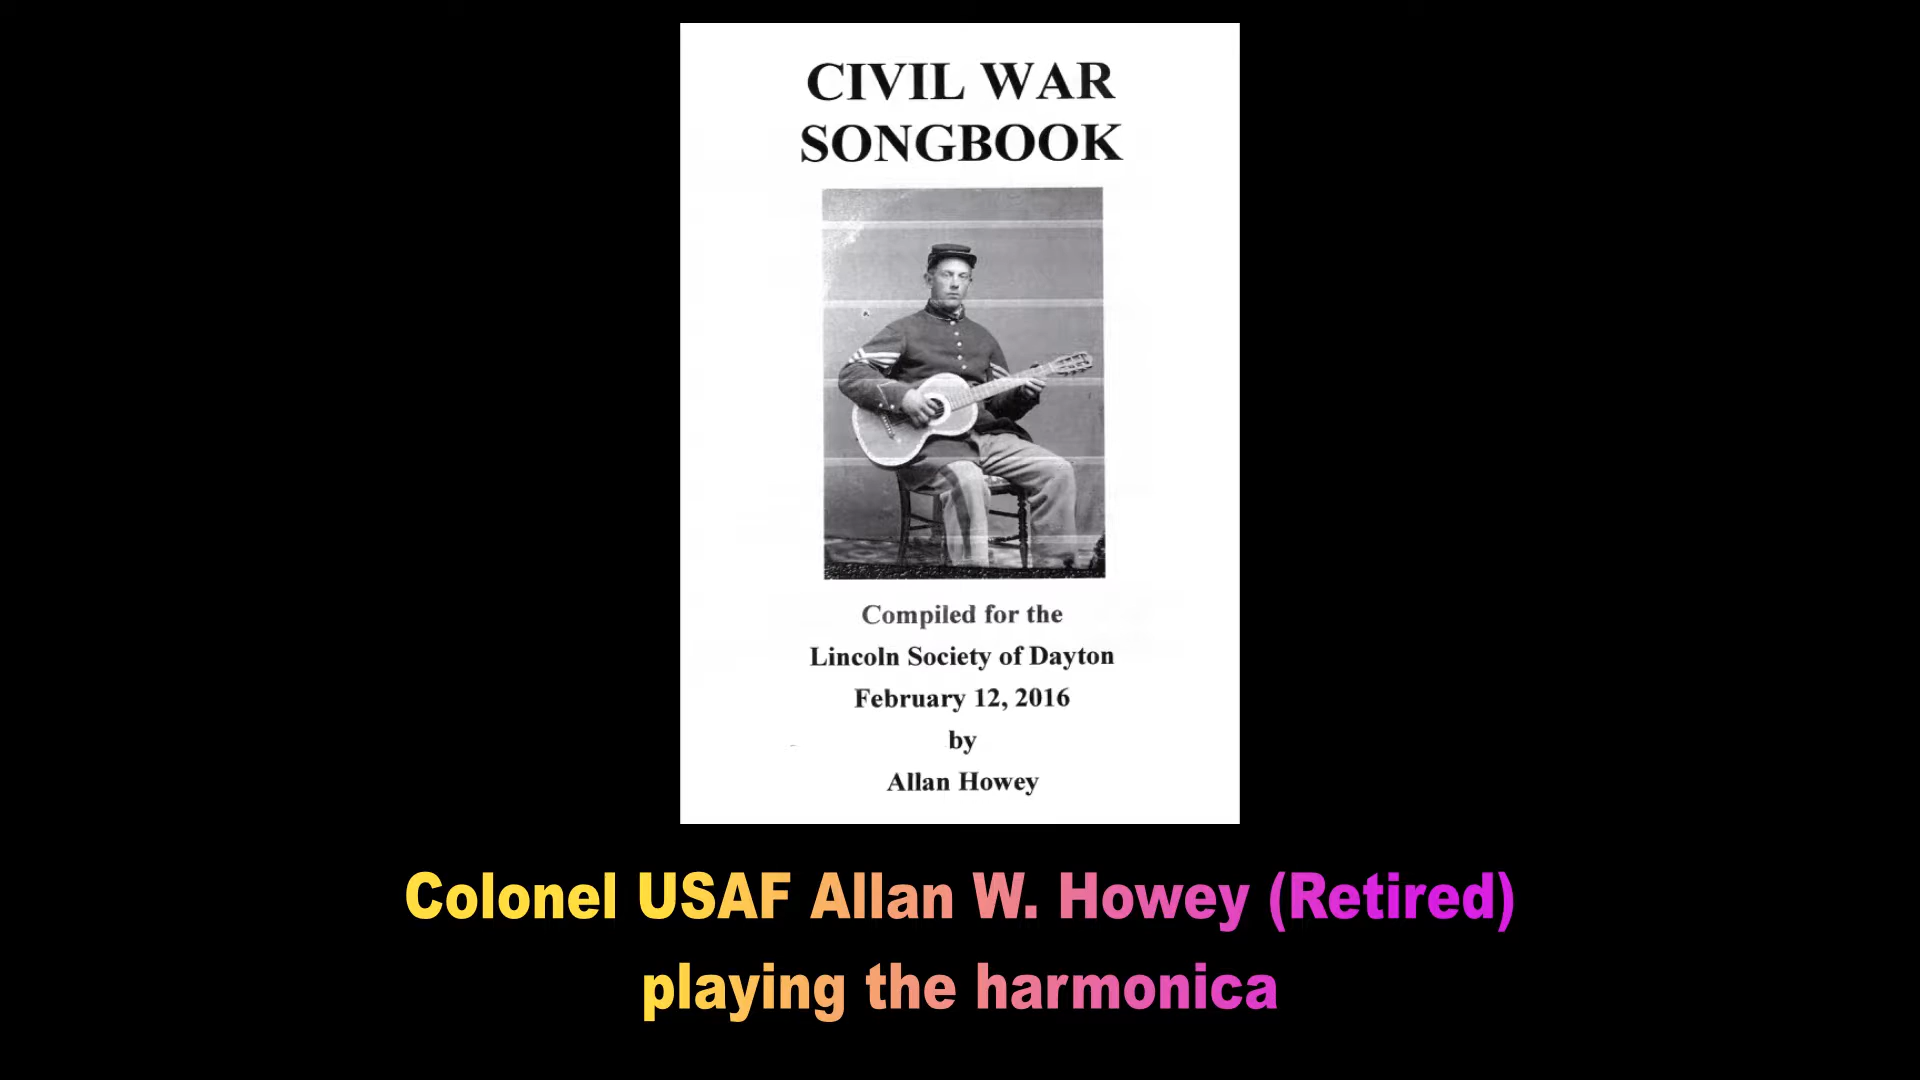 CIVIL WAR
SONGBOOK
Compiled for the
Lincoln Society of Dayton
February 12, 2016
by
Allan Howey
Colonel USAF Allan W. Howey (Retired)
playing the harmonica